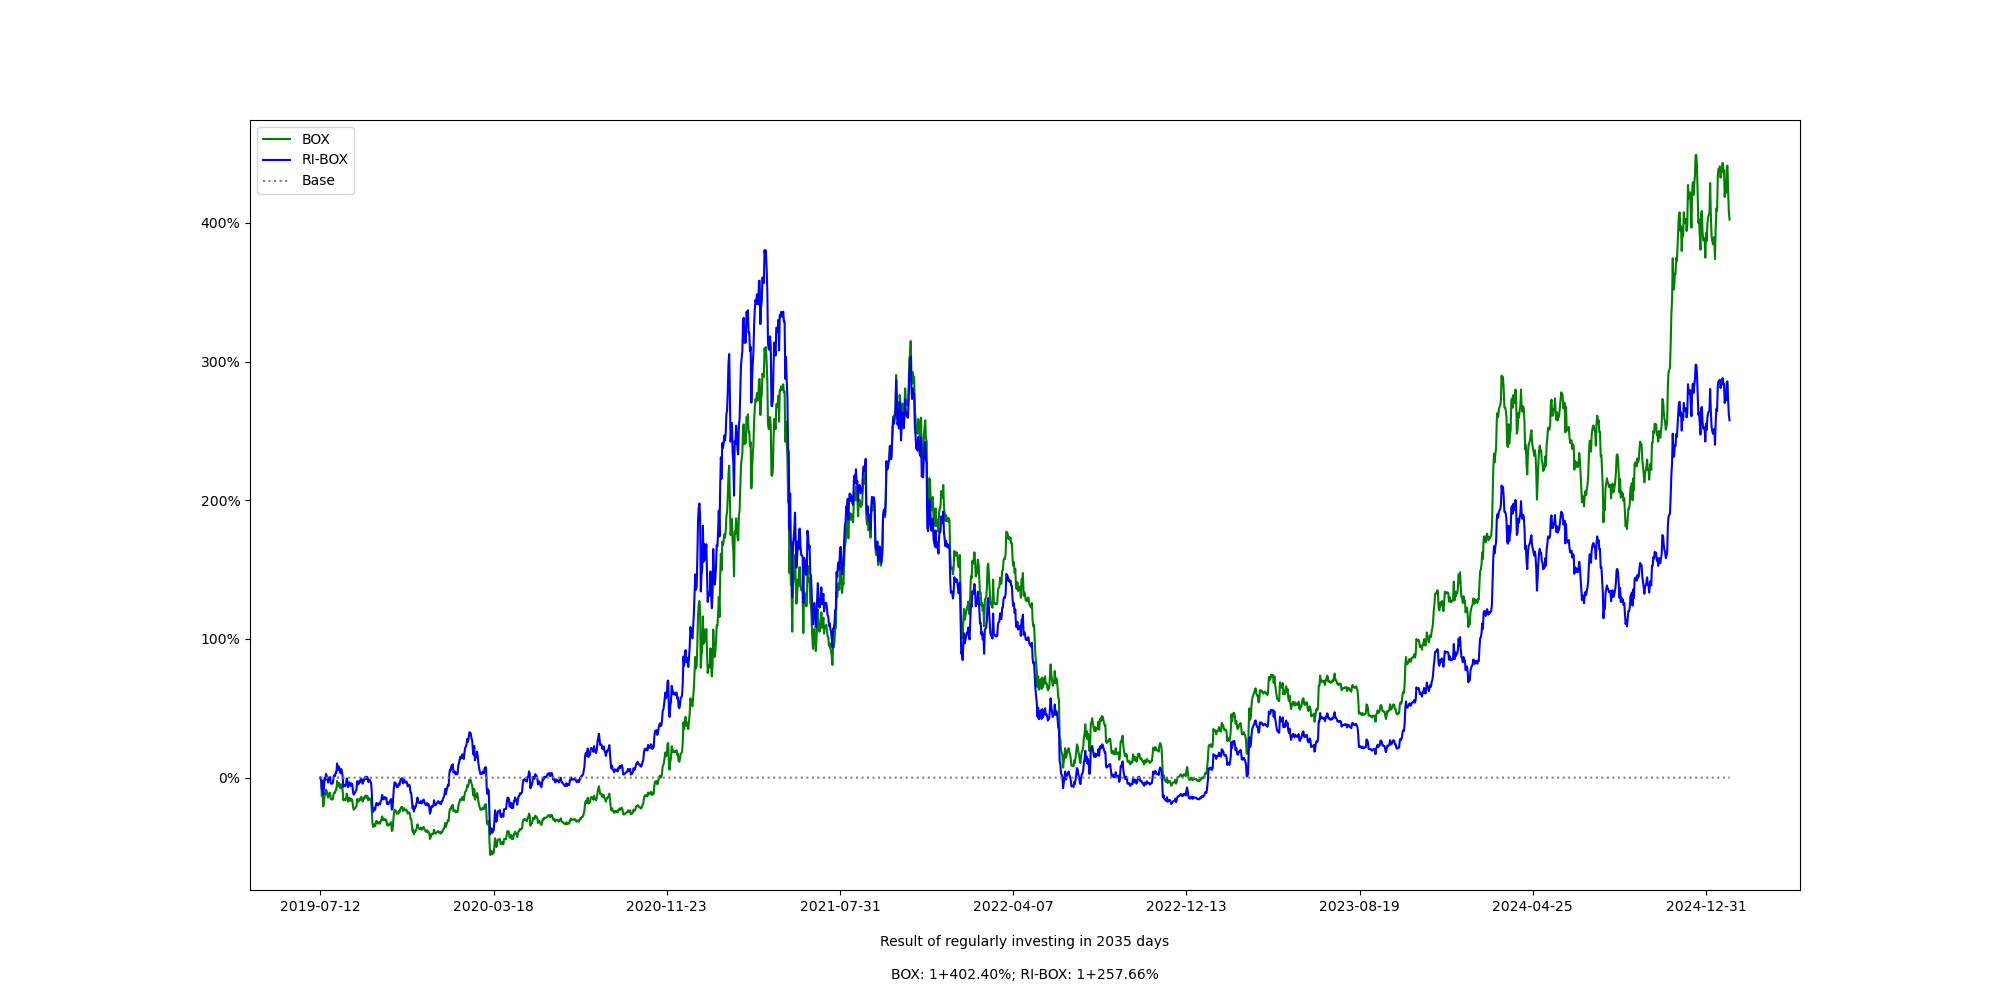 BOX
RI-BOX
Base
400%
300%
200%
100%
0%
2019-07-12 2020-03-18 2020-11-23 2021-07-31 2022-04-07 2022-12-13 2023-08-19 2024-04-25 2024-12-31
Result of regularly investing in 2035 days
BOX: 1+402.40%; RI-BOX: 1+257.66%